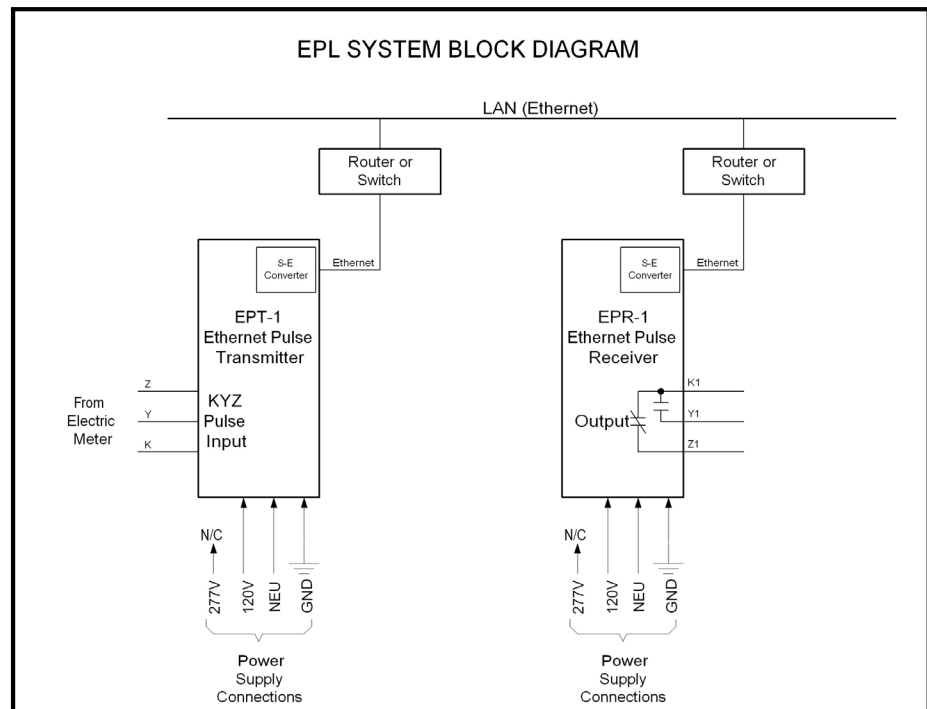 EPL SYSTEM BLOCK DIAGRAM
LAN (Ethernet)
Router or
Switch
Router or
Switch
S-E
Converter
Ethernet
EPT-1
Ethernet Pulse
Transmitter
From
Electric
Meter
Z
Y
K
KYZ
Pulse
Input
N/C
277V
120V
NEU
GND
Power
Supply
Connections
S-E
Converter
Ethernet
EPR-1
Ethernet Pulse
Receiver
Output
K1
Y1
Z1
N/C
277V
120V
NEU
GND
Power
Supply
Connections